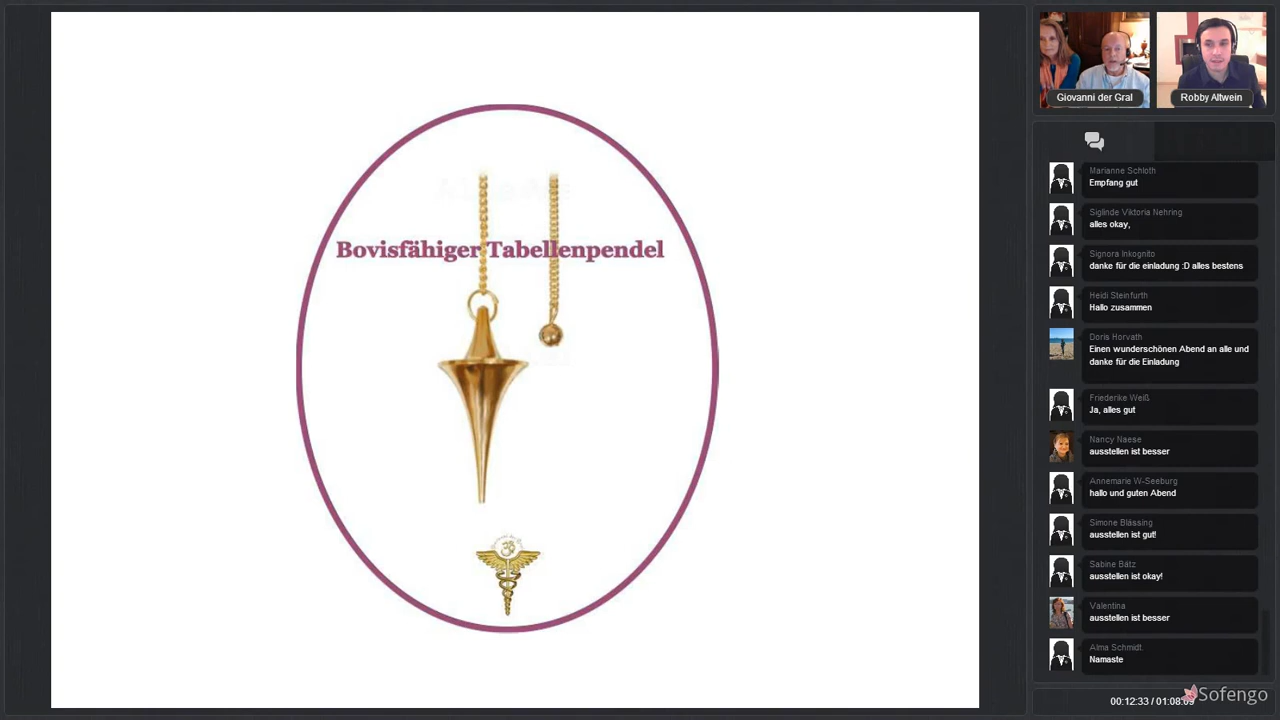 Bovisfähiger Tabellenpendel
Giovanni der Gral
Robby Altwein
Marianne Schloth
Empfang gut
Siglinde Viktoria Nehring
alles okay,
Signora Inkognito
danke für die einladung :D alles bestens
Heidi Steinfurth
Hallo zusammen
Doris Horvath
Einen wunderschönen Abend an alle und
danke für die Einladung
Friederike Weiß
Ja, alles gut
Nancy Naese
ausstellen ist besser
Annemarie W-Seeburg
hallo und guten Abend
Simone Blässing
ausstellen ist gut!
Sabine Bätz
ausstellen ist okay!
Valentina
ausstellen ist besser
Alma Schmidt
Namaste
00:12:33 / 01:08:
Sofengo